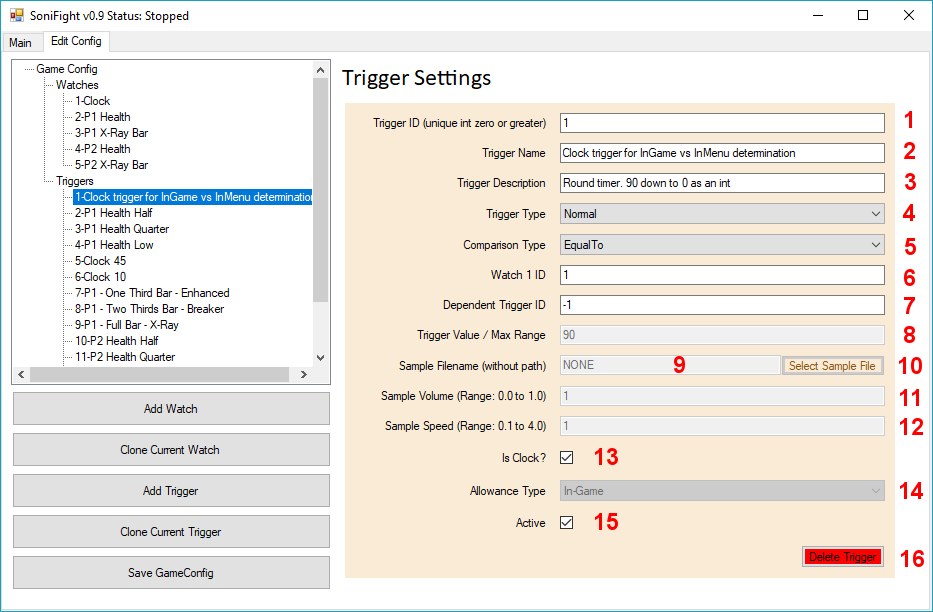 SoniFight v0.9 Status: Stopped
Main
Edit Config
Game Config
Watches
1-Clock
2-P1 Health
3-P1 X-Ray Bar
4-P2 Health
5-P2 X-Ray Bar
Triggers
1-Clock trigger for InGame vs InMenu determination
2-P1 Health Half
3-P1 Health Quarter
4-P1 Health Low
5-Clock 45
6-Clock 10
7-P1 - One Third Bar - Enhanced
8-P1 - Two Thirds Bar - Breaker
9-P1 - Full Bar - X-Ray
10-P2 Health Half
11-P2 Health Quarter
Add Watch
Clone Current Watch
Add Trigger
Clone Current Trigger
Save GameConfig
Trigger Settings
Trigger ID (unique int zero or greater) 1 1
Trigger Name Clock trigger for InGame vs InMenu determination 2
Trigger Description Round timer. 90 down to 0 as an int 3
Trigger Type Normal 4
Comparison Type EqualTo 5
Watch 1 ID 1 6
Dependent Trigger ID -1 7
Trigger Value / Max Range 90 8
Sample Filename (without path) NONE 9 Select Sample File 10
Sample Volume (Range: 0.0 to 1.0) 1 11
Sample Speed (Range: 0.1 to 4.0) 1 12
Is Clock? 13
Allowance Type In-Game 14
Active 15
Delete Trigger 16